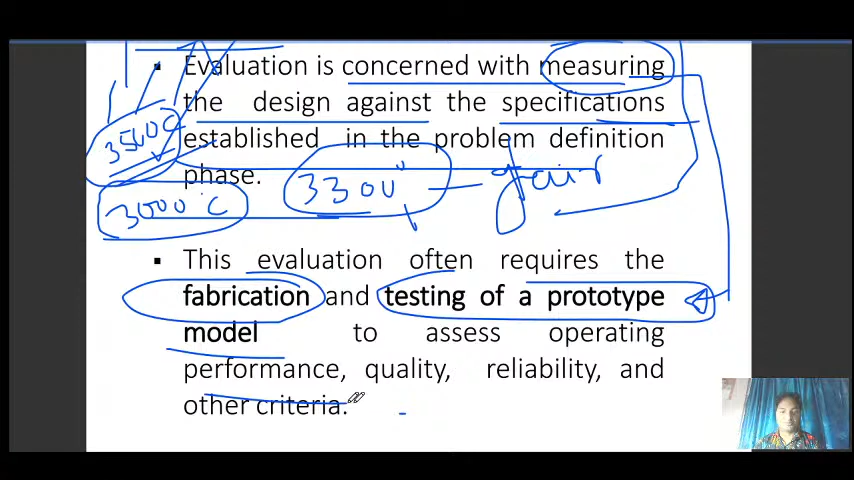 ▪ Evaluation is concerned with measuring
the design against the specifications
3500°C established in the problem definition
phase. 3300°
3000°C
▪ This evaluation often requires the
fabrication and testing of a prototype
model to assess operating
performance, quality, reliability, and
other criteria.